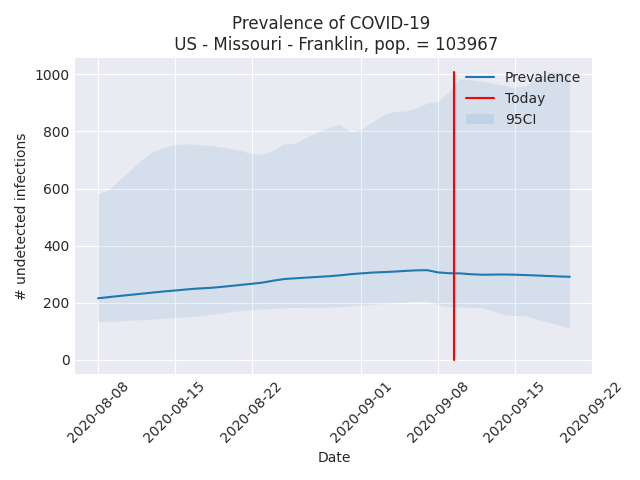 Prevalence of COVID-19
US - Missouri - Franklin, pop. = 103967
1000
800
600
400
200
0
# undetected infections
Prevalence
Today
95CI
2020-08-08
2020-08-15
2020-08-22
2020-09-01
2020-09-08
2020-09-15
2020-09-22
Date